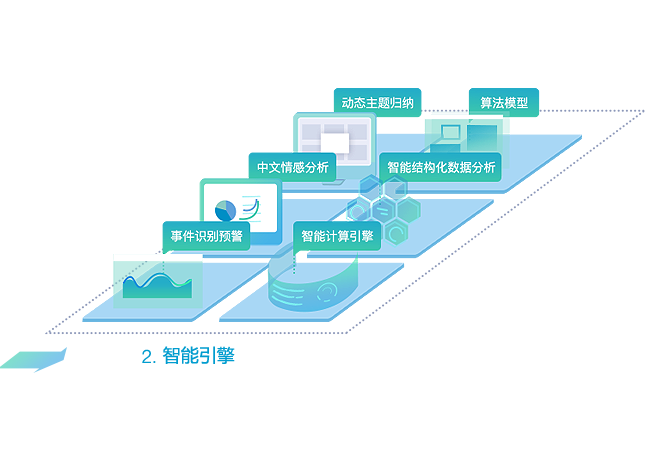 动态主题归纳
算法模型
中文情感分析
智能结构化数据分析
事件识别预警
智能计算引擎
2. 智能引擎